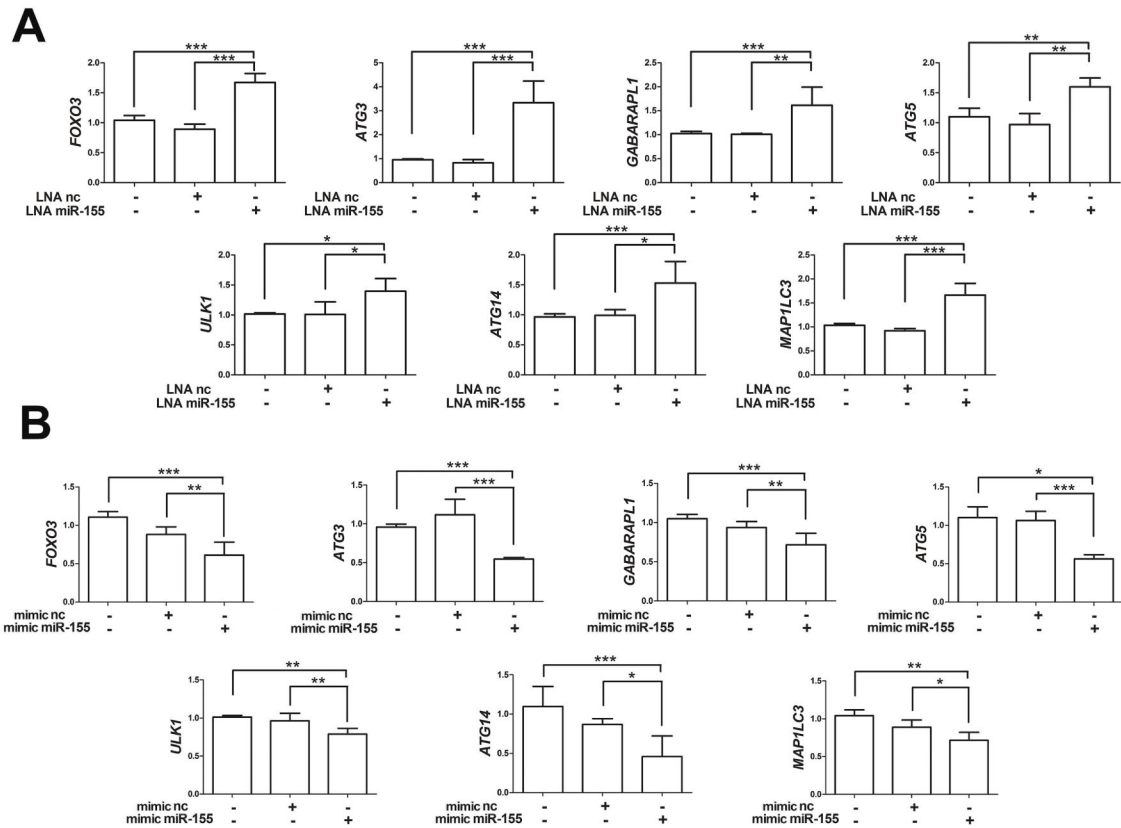 A
*** *** FOXO3 2.0 1.5 1.0 0.5 0.0
*** *** ATG3 5 4 3 2 1 0
*** ** GABARAPL1 2.5 2.0 1.5 1.0 0.5 0.0
** ** ATG5 2.0 1.5 1.0 0.5 0.0
LNA nc - + - LNA nc - + - LNA nc - + - LNA nc - + -
LNA miR-155 - - + LNA miR-155 - - + LNA miR-155 - - + LNA miR-155 - - +
* * ULK1 2.0 1.5 1.0 0.5 0.0
*** * ATG14 2.0 1.5 1.0 0.5 0.0
*** *** MAP1LC3 2.5 2.0 1.5 1.0 0.5 0.0
LNA nc - + - LNA nc - + - LNA nc - + -
LNA miR-155 - - + LNA miR-155 - - + LNA miR-155 - - +
B
*** ** FOXO3 1.5 1.0 0.5 0.0
*** *** ATG3 1.5 1.0 0.5 0.0
*** ** GABARAPL1 1.5 1.0 0.5 0.0
* *** ATG5 1.5 1.0 0.5 0.0
mimic nc - + - mimic nc - + - mimic nc - + - mimic nc - + -
mimic miR-155 - - + mimic miR-155 - - + mimic miR-155 - - + mimic miR-155 - - +
** ** ULK1 1.5 1.0 0.5 0.0
*** * ATG14 1.5 1.0 0.5 0.0
** * MAP1LC3 1.5 1.0 0.5 0.0
mimic nc - + - mimic nc - + - mimic nc - + -
mimic miR-155 - - + mimic miR-155 - - + mimic miR-155 - - +